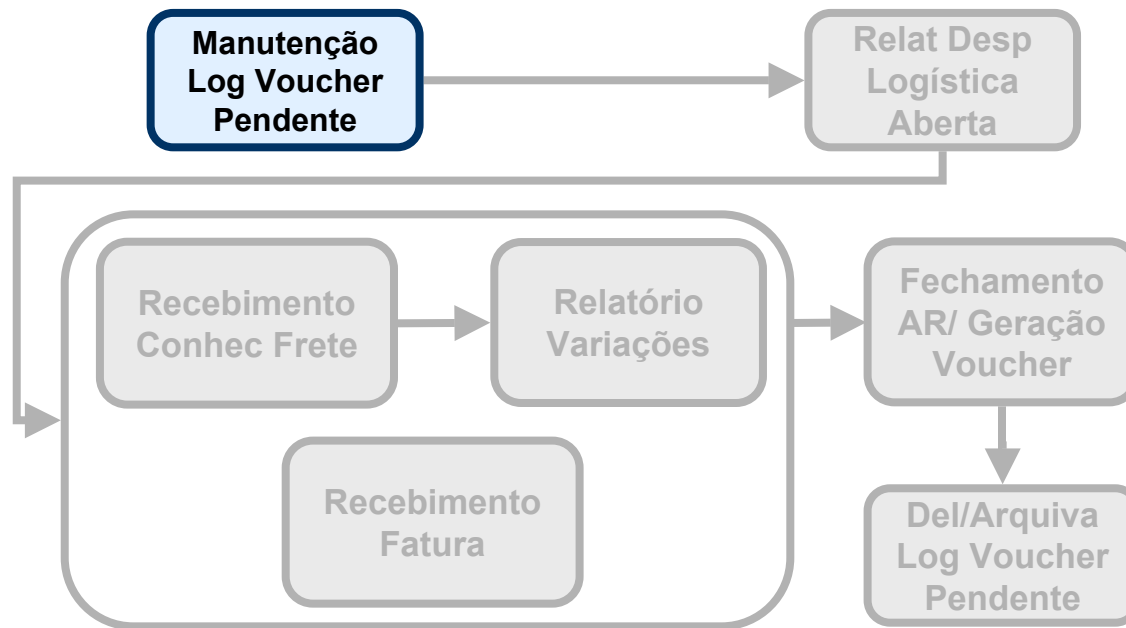 Manutenção
Log Voucher
Pendente
Relat Desp
Logística
Aberta
Recebimento
Conhec Frete
Relatório
Variações
Fechamento
AR/ Geração
Voucher
Recebimento
Fatura
Del/Arquiva
Log Voucher
Pendente